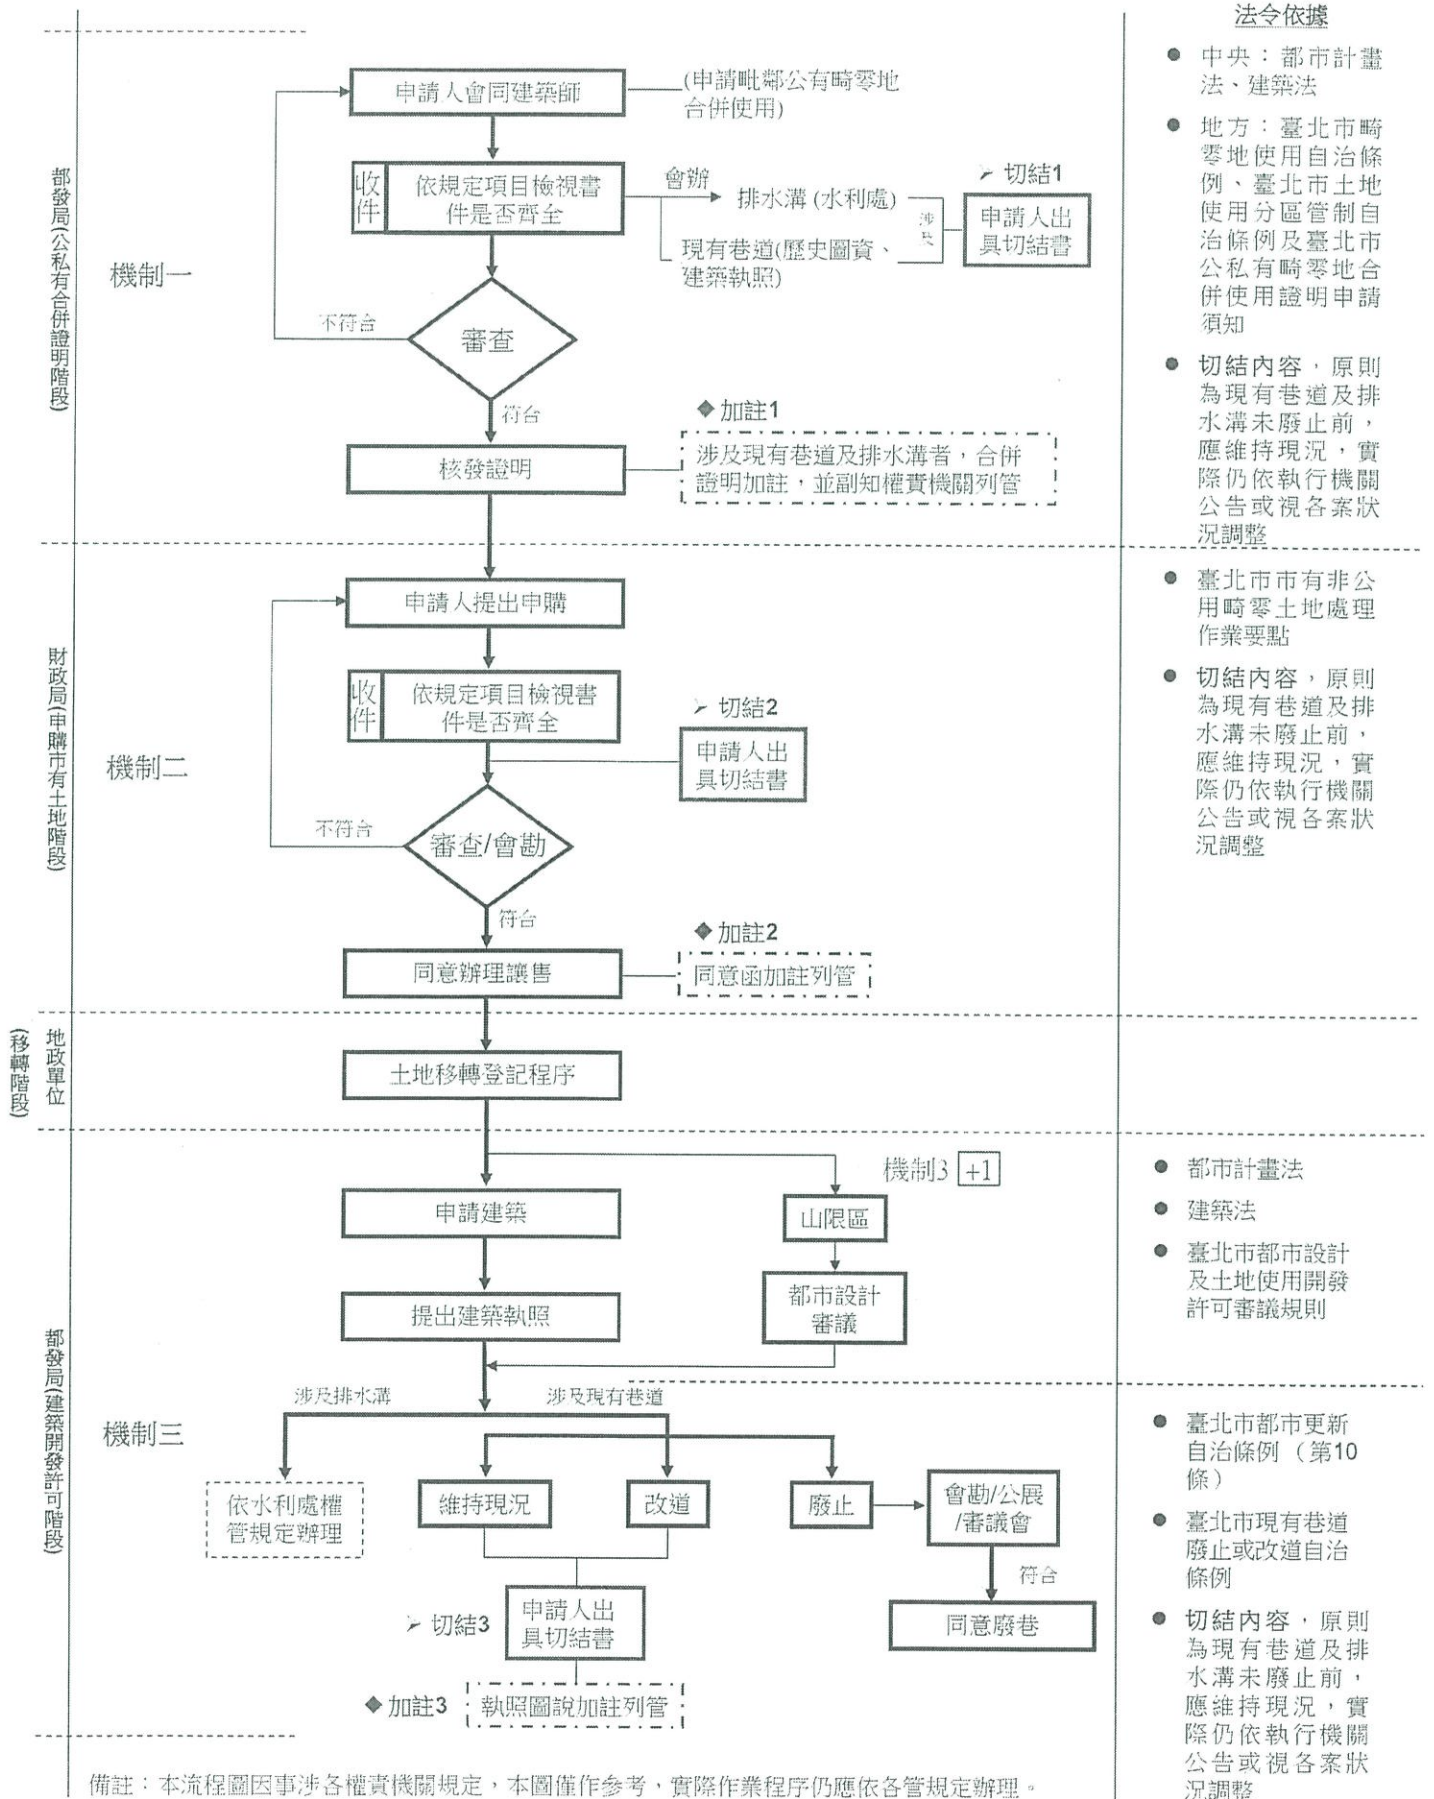 法令依據
都發局(公私有合併證明階段)
機制一
申請人會同建築師
(申請毗鄰公有畸零地
合併使用)
收件
依規定項目檢視書
件是否齊全
會辦
排水溝 (水利處)
現有巷道(歷史圖資、
建築執照)
涉及
➢ 切結1
申請人出
具切結書
審查
不符合
符合
核發證明
◆ 加註1
涉及現有巷道及排水溝者，合併
證明加註，並副知權責機關列管
● 中央：都市計畫
法、建築法
● 地方：臺北市畸
零地使用自治條
例、臺北市土地
使用分區管制自
治條例及臺北市
公私有畸零地合
併使用證明申請
須知
● 切結內容，原則
為現有巷道及排
水溝未廢止前，
應維持現況，實
際仍依執行機關
公告或視各案狀
況調整
財政局(申購市有土地階段)
機制二
申請人提出申購
收件
依規定項目檢視書
件是否齊全
➢ 切結2
申請人出
具切結書
審查/會勘
不符合
符合
同意辦理讓售
◆ 加註2
同意函加註列管
● 臺北市市有非公
用畸零土地處理
作業要點
● 切結內容，原則
為現有巷道及排
水溝未廢止前，
應維持現況，實
際仍依執行機關
公告或視各案狀
況調整
地政單位
(移轉階段)
土地移轉登記程序
都發局(建築開發許可階段)
機制三
機制3 +1
申請建築
山限區
提出建築執照
都市設計
審議
涉及排水溝
涉及現有巷道
依水利處權
管規定辦理
維持現況
改道
廢止
會勘/公展
/審議會
符合
同意廢巷
➢ 切結3
申請人出
具切結書
◆ 加註3
執照圖說加註列管
● 都市計畫法
● 建築法
● 臺北市都市設計
及土地使用開發
許可審議規則
● 臺北市都市更新
自治條例（第10
條）
● 臺北市現有巷道
廢止或改道自治
條例
● 切結內容，原則
為現有巷道及排
水溝未廢止前，
應維持現況，實
際仍依執行機關
公告或視各案狀
況調整
備註：本流程圖因事涉各權責機關規定，本圖僅作參考，實際作業程序仍應依各管規定辦理。